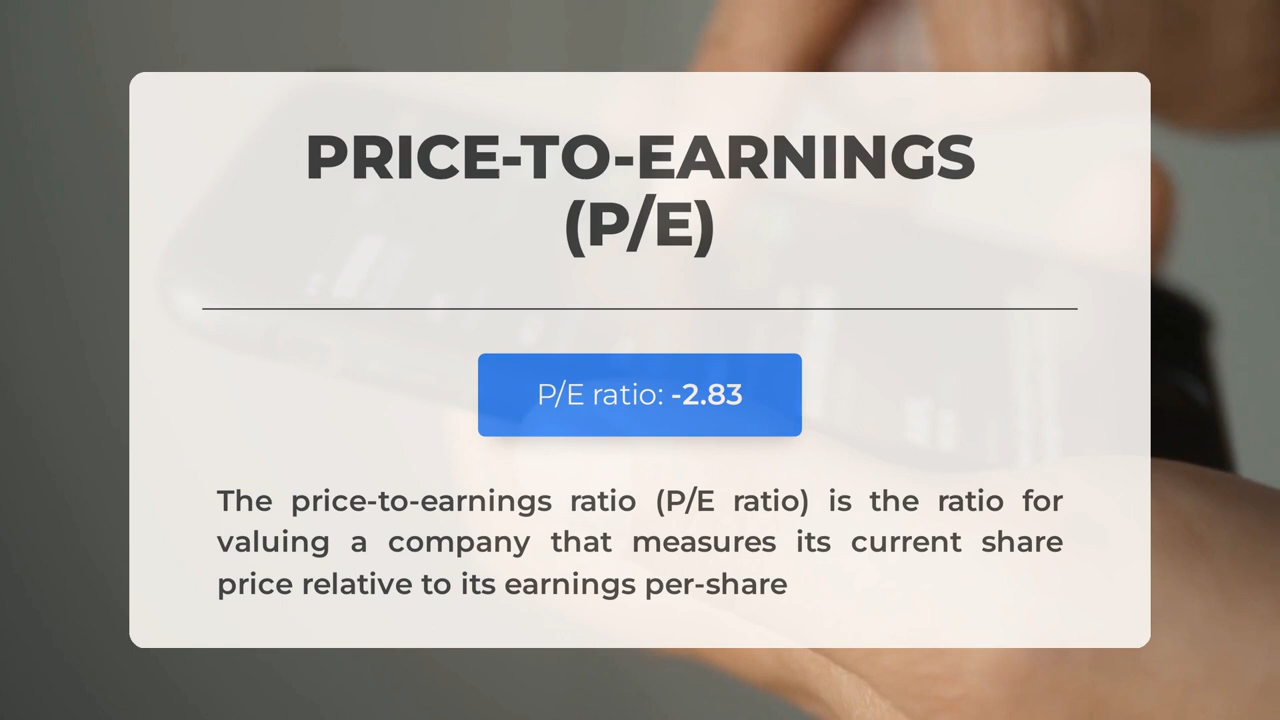 PRICE-TO-EARNINGS
(P/E)
P/E ratio: -2.83
The price-to-earnings ratio (P/E ratio) is the ratio for
valuing a company that measures its current share
price relative to its earnings per-share